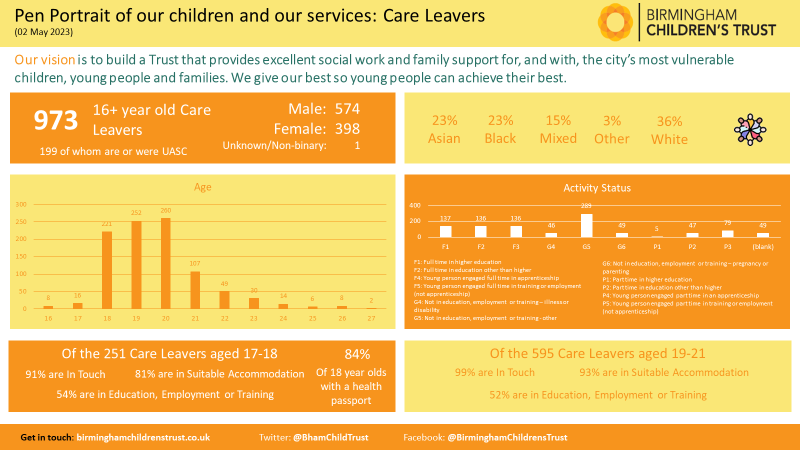 Pen Portrait of our children and our services: Care Leavers
(02 May 2023)
BIRMINGHAM
CHILDREN'S TRUST
Our vision is to build a Trust that provides excellent social work and family support for, and with, the city's most vulnerable
children, young people and families. We give our best so young people can achieve their best.
973
16+ year old Care
Leavers
199 of whom are or were UASC
Male: 574
Female: 398
Unknown/Non-binary: 1
23% 23% 15% 3% 36%
Asian Black Mixed Other White
Age
300
250
200
150
100
50
0
6 16 221 252 260 107 49 30 14 6 8 2
16 17 18 19 20 21 22 23 24 25 26 27
Activity Status
400
200
0
137 136 136 46 289 49 5 47 79 49
F1 F2 F3 G4 G5 G6 P1 P2 P3 (blank)
F1: Full time in higher education
F2: Full time in education other than higher
F4: Young person engaged full time in apprenticeship
F5: Young person engaged full time in training or employment
(not apprenticeship)
G4: Not in education, employment or training – illness or
disability
G5: Not in education, employment or training - other
G6: Not in education, employment or training – pregnancy or
parenting
P1: Part time in higher education
P2: Part time in education other than higher
P4: Young person engaged part time in an apprenticeship
P5: Young person engaged part time in training or employment
(not apprenticeship)
Of the 251 Care Leavers aged 17-18
91% are In Touch 81% are in Suitable Accommodation
54% are in Education, Employment or Training
84%
Of 18 year olds
with a health
passport
Of the 595 Care Leavers aged 19-21
99% are In Touch 93% are in Suitable Accommodation
52% are in Education, Employment or Training
Get in touch: birminghamchildrenstrust.co.uk Twitter: @BhamChildTrust Facebook: @BirminghamChildrensTrust